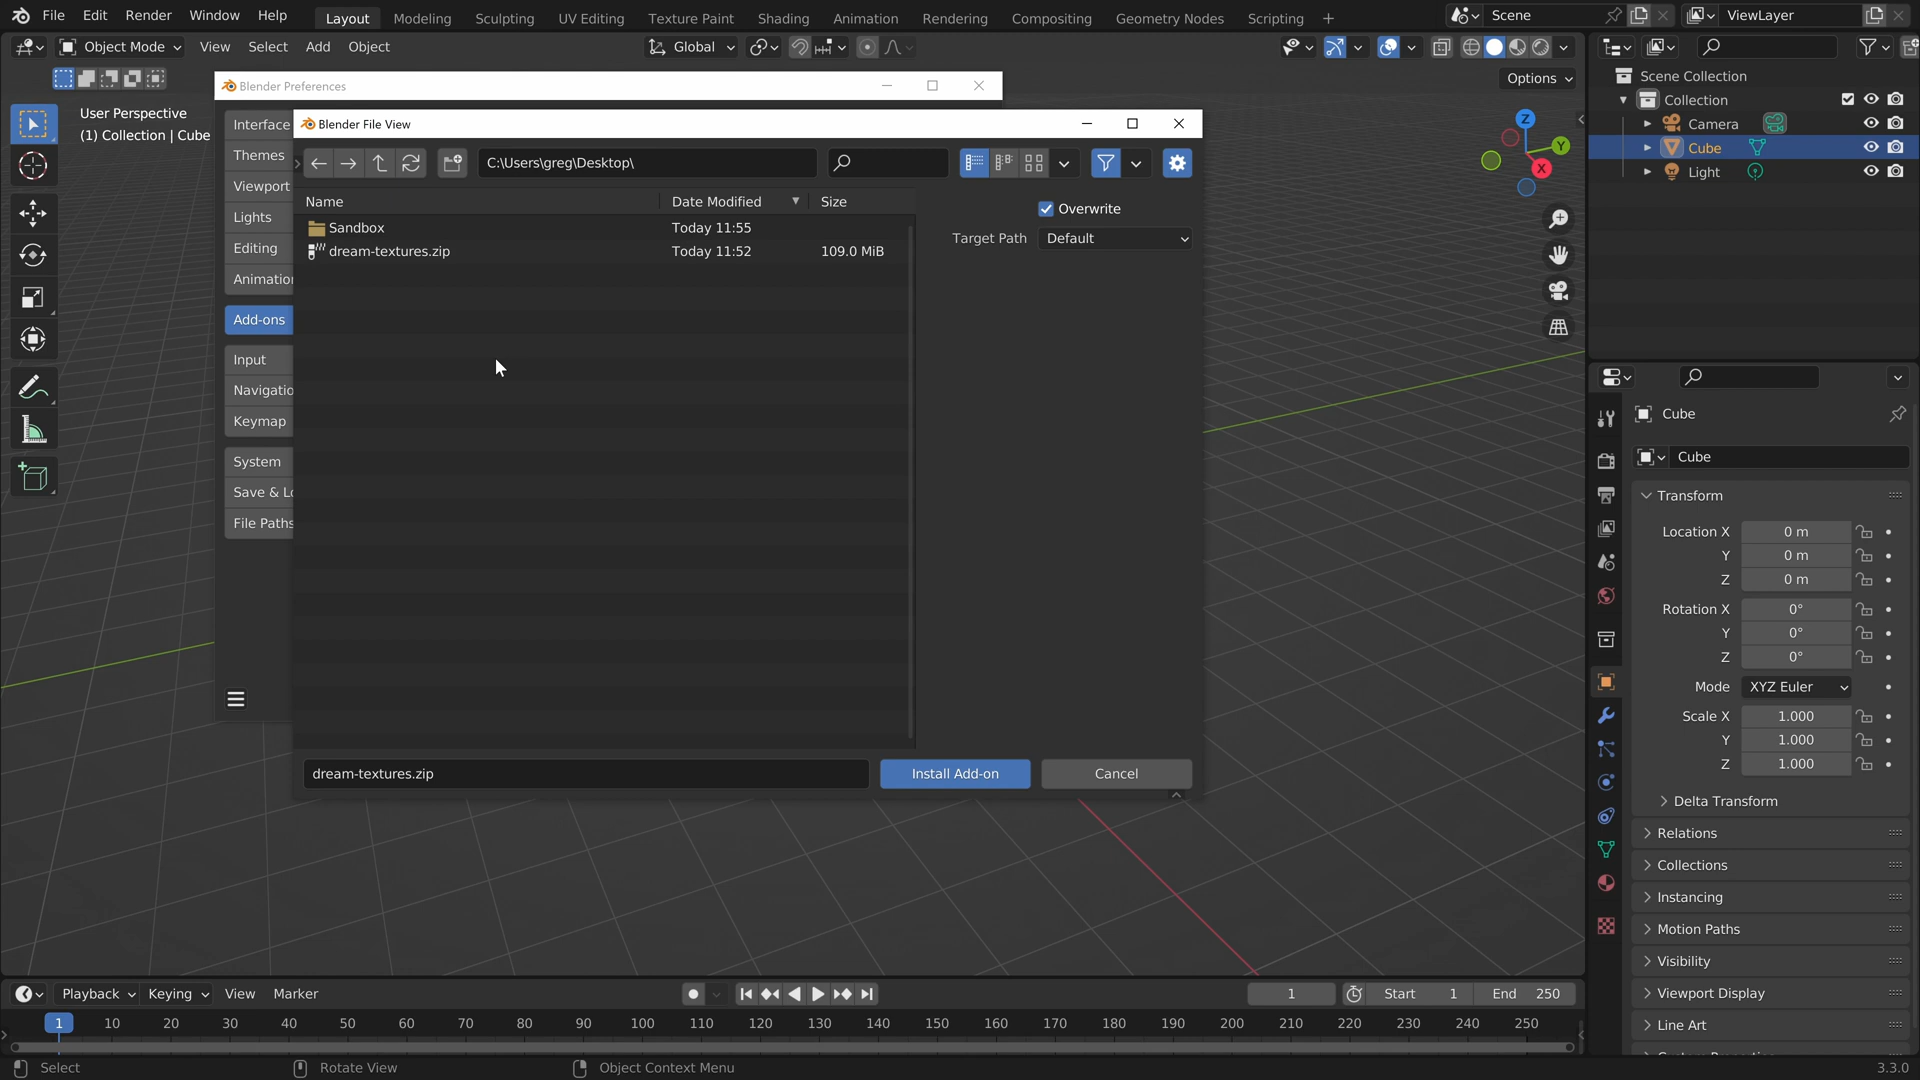 File Edit Render Window Help Layout Modeling Sculpting UV Editing Texture Paint Shading Animation Rendering Compositing Geometry Nodes Scripting + Scene ViewLayer
Object Mode View Select Add Object Global
Options
User Perspective
(1) Collection | Cube
Blender Preferences
Interface
Themes
Viewport
Lights
Editing
Animatio
Add-ons
Input
Navigatio
Keymap
System
Save & Lo
File Paths
Blender File View
C:\Users\greg\Desktop\
Name Date Modified Size
Sandbox Today 11:55
dream-textures.zip Today 11:52 109.0 MiB
Overwrite
Target Path Default
dream-textures.zip Install Add-on Cancel
Z
Y
X
Scene Collection
Collection
Camera
Cube
Light
Cube
Cube
Transform
Location X 0 m
Y 0 m
Z 0 m
Rotation X 0°
Y 0°
Z 0°
Mode XYZ Euler
Scale X 1.000
Y 1.000
Z 1.000
Delta Transform
Relations
Collections
Instancing
Motion Paths
Visibility
Viewport Display
Line Art
Playback Keying View Marker 1 Start 1 End 250
1 10 20 30 40 50 60 70 80 90 100 110 120 130 140 150 160 170 180 190 200 210 220 230 240 250
Select Rotate View Object Context Menu 3.3.0